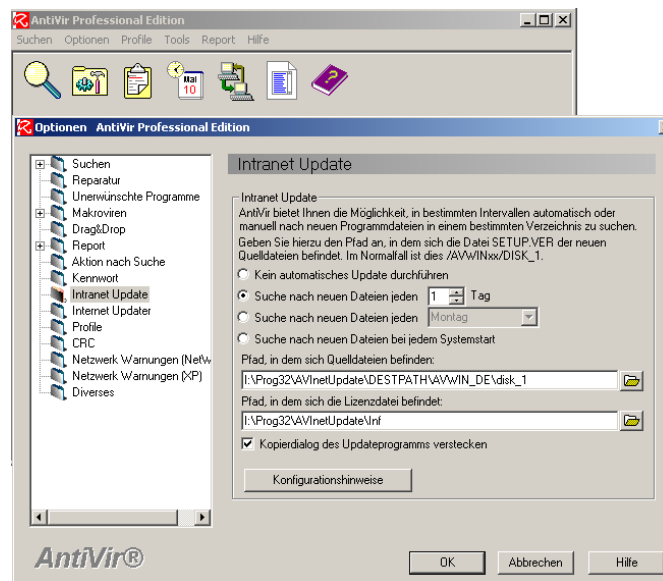 AntiVir Professional Edition
Suchen Optionen Profile Tools Report Hilfe
Mai
10
Optionen AntiVir Professional Edition
Suchen
Reparatur
Unerwünschte Programme
Makroviren
Drag&Drop
Report
Aktion nach Suche
Kennwort
Intranet Update
Internet Updater
Profile
CRC
Netzwerk Warnungen (NetW
Netzwerk Warnungen (XP)
Diverses
AntiVir®
Intranet Update
Intranet Update
AntiVir bietet Ihnen die Möglichkeit, in bestimmten Intervallen automatisch oder
manuell nach neuen Programmdateien in einem bestimmten Verzeichnis zu suchen.
Geben Sie hierzu den Pfad an, in dem sich die Datei SETUP.VER der neuen
Quelldateien befindet. Im Normalfall ist dies /AVWINxx/DISK_1.
Kein automatisches Update durchführen
Suche nach neuen Dateien jeden 1 Tag
Suche nach neuen Dateien jeden Montag
Suche nach neuen Dateien bei jedem Systemstart
Pfad, in dem sich Quelldateien befinden:
I:\Prog32\AVInetUpdate\DESTPATH\AVWIN_DE\disk_1
Pfad, in dem sich die Lizenzdatei befindet:
I:\Prog32\AVInetUpdate\Inf
Kopierdialog des Updateprogramms verstecken
Konfigurationshinweise
OK Abbrechen Hilfe